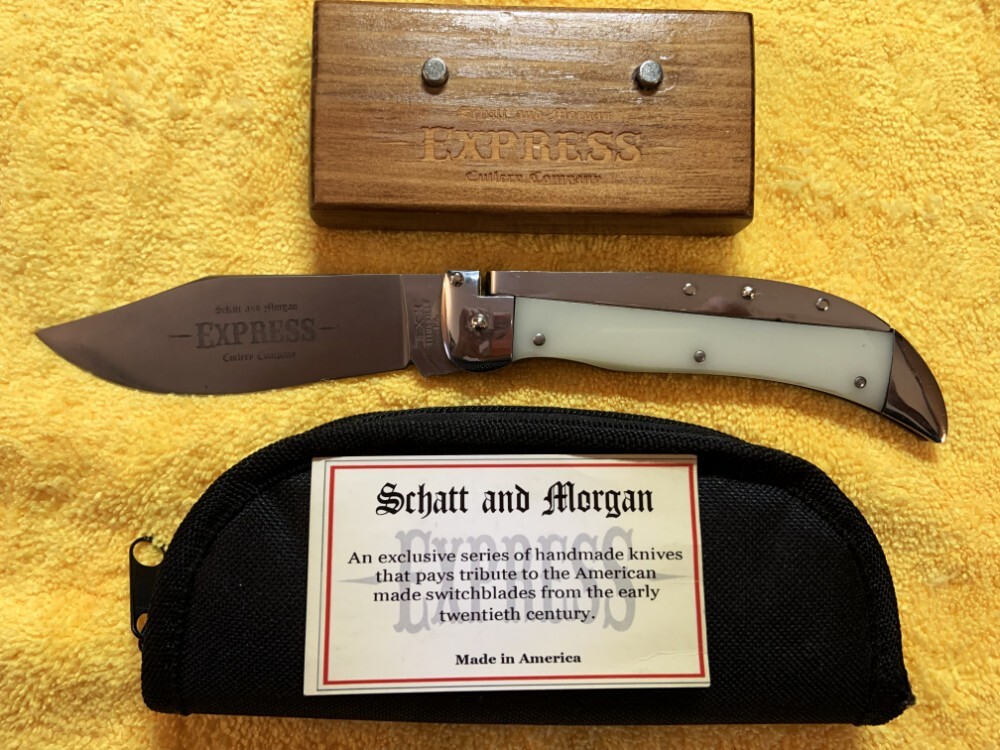 Schatt and Morgan
EXPRESS
Cutlery Company
Schatt and Morgan
EXPRESS
Cutlery Company
Schatt and Morgan
EXPRESS
An exclusive series of handmade knives
that pays tribute to the American
made switchblades from the early
twentieth century.
Made in America